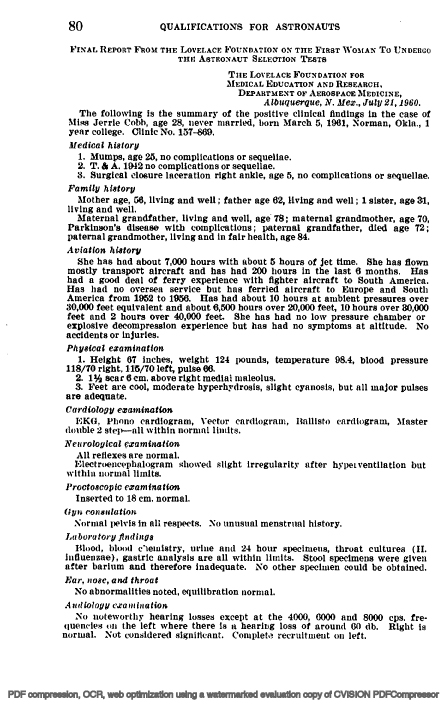 80 QUALIFICATIONS FOR ASTRONAUTS
FINAL REPORT FROM THE LOVELACE FOUNDATION ON THE FIRST WOMAN TO UNDERGO
THE ASTRONAUT SELECTION TESTS
THE LOVELACE FOUNDATION FOR
MEDICAL EDUCATION AND RESEARCH,
DEPARTMENT OF AEROSPACE MEDICINE,
Albuquerque, N. Mex., July 21, 1960.
The following is the summary of the positive clinical findings in the case of
Miss Jerrie Cobb, age 28, never married, born March 5, 1961, Norman, Okla., 1
year college. Clinic No. 157-869.
Medical history
1. Mumps, age 25, no complications or sequellae.
2. T. & A. 1942 no complications or sequellae.
3. Surgical closure laceration right ankle, age 5, no complications or sequellae.
Family history
Mother age, 56, living and well; father age 62, living and well; 1 sister, age 31,
living and well.
Maternal grandfather, living and well, age 78; maternal grandmother, age 70,
Parkinson's disease with complications; paternal grandfather, died age 72;
paternal grandmother, living and in fair health, age 84.
Aviation history
She has had about 7,000 hours with about 5 hours of jet time. She has flown
mostly transport aircraft and has had 200 hours in the last 6 months. Has
had a good deal of ferry experience with fighter aircraft to South America.
Has had no oversea service but has ferried aircraft to Europe and South
America from 1952 to 1956. Has had about 10 hours at ambient pressures over
30,000 feet equivalent and about 6,500 hours over 20,000 feet, 10 hours over 30,000
feet and 2 hours over 40,000 feet. She has had no low pressure chamber or
explosive decompression experience but has had no symptoms at altitude. No
accidents or injuries.
Physical examination
1. Height 67 inches, weight 124 pounds, temperature 98.4, blood pressure
118/70 right, 115/70 left, pulse 66.
2. 1½ scar 6 cm. above right medial maleolus.
3. Feet are cool, moderate hyperhydrosis, slight cyanosis, but all major pulses
are adequate.
Cardiology examination
EKG, Phono cardiogram, Vector cardiogram, Ballisto cardiogram, Master
double 2 step—all within normal limits.
Neurological examination
All reflexes are normal.
Electroencephalogram showed slight irregularity after hyperventilation but
within normal limits.
Proctoscopic examination
Inserted to 18 cm. normal.
Gyn consulation
Normal pelvis in all respects. No unusual menstrual history.
Laboratory findings
Blood, blood chemistry, urine and 24 hour specimens, throat cultures (H.
influenzae), gastric analysis are all within limits. Stool specimens were given
after barium and therefore inadequate. No other specimen could be obtained.
Ear, nose, and throat
No abnormalities noted, equilibration normal.
Audiology examination
No noteworthy hearing losses except at the 4000, 6000 and 8000 cps. fre-
quencies on the left where there is a hearing loss of around 60 db. Right is
normal. Not considered significant. Complete recruitment on left.
PDF compression, OCR, web optimization using a watermarked evaluation copy of CVISION PDFCompressor